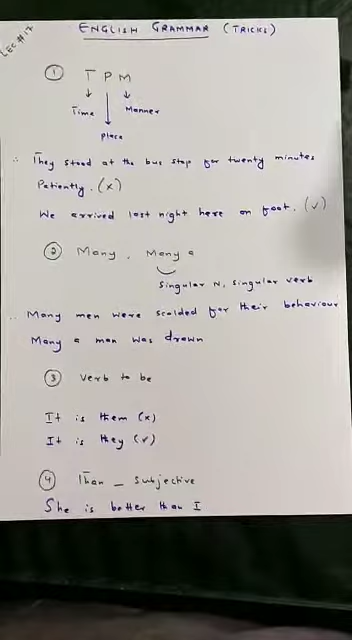 LEC # 17
ENGLISH GRAMMAR (TRICKS)
① T P M
Time Manner
Place
∴ They stood at the bus stop for twenty minutes
Patiently. (x)
We arrived last night here on foot. (✓)
② Many, Many a
Singular N, singular verb
∴ Many men were scolded for their behaviour
Many a man was drawn
③ Verb to be
It is them (x)
It is they (✓)
④ Than _ subjective
She is better than I